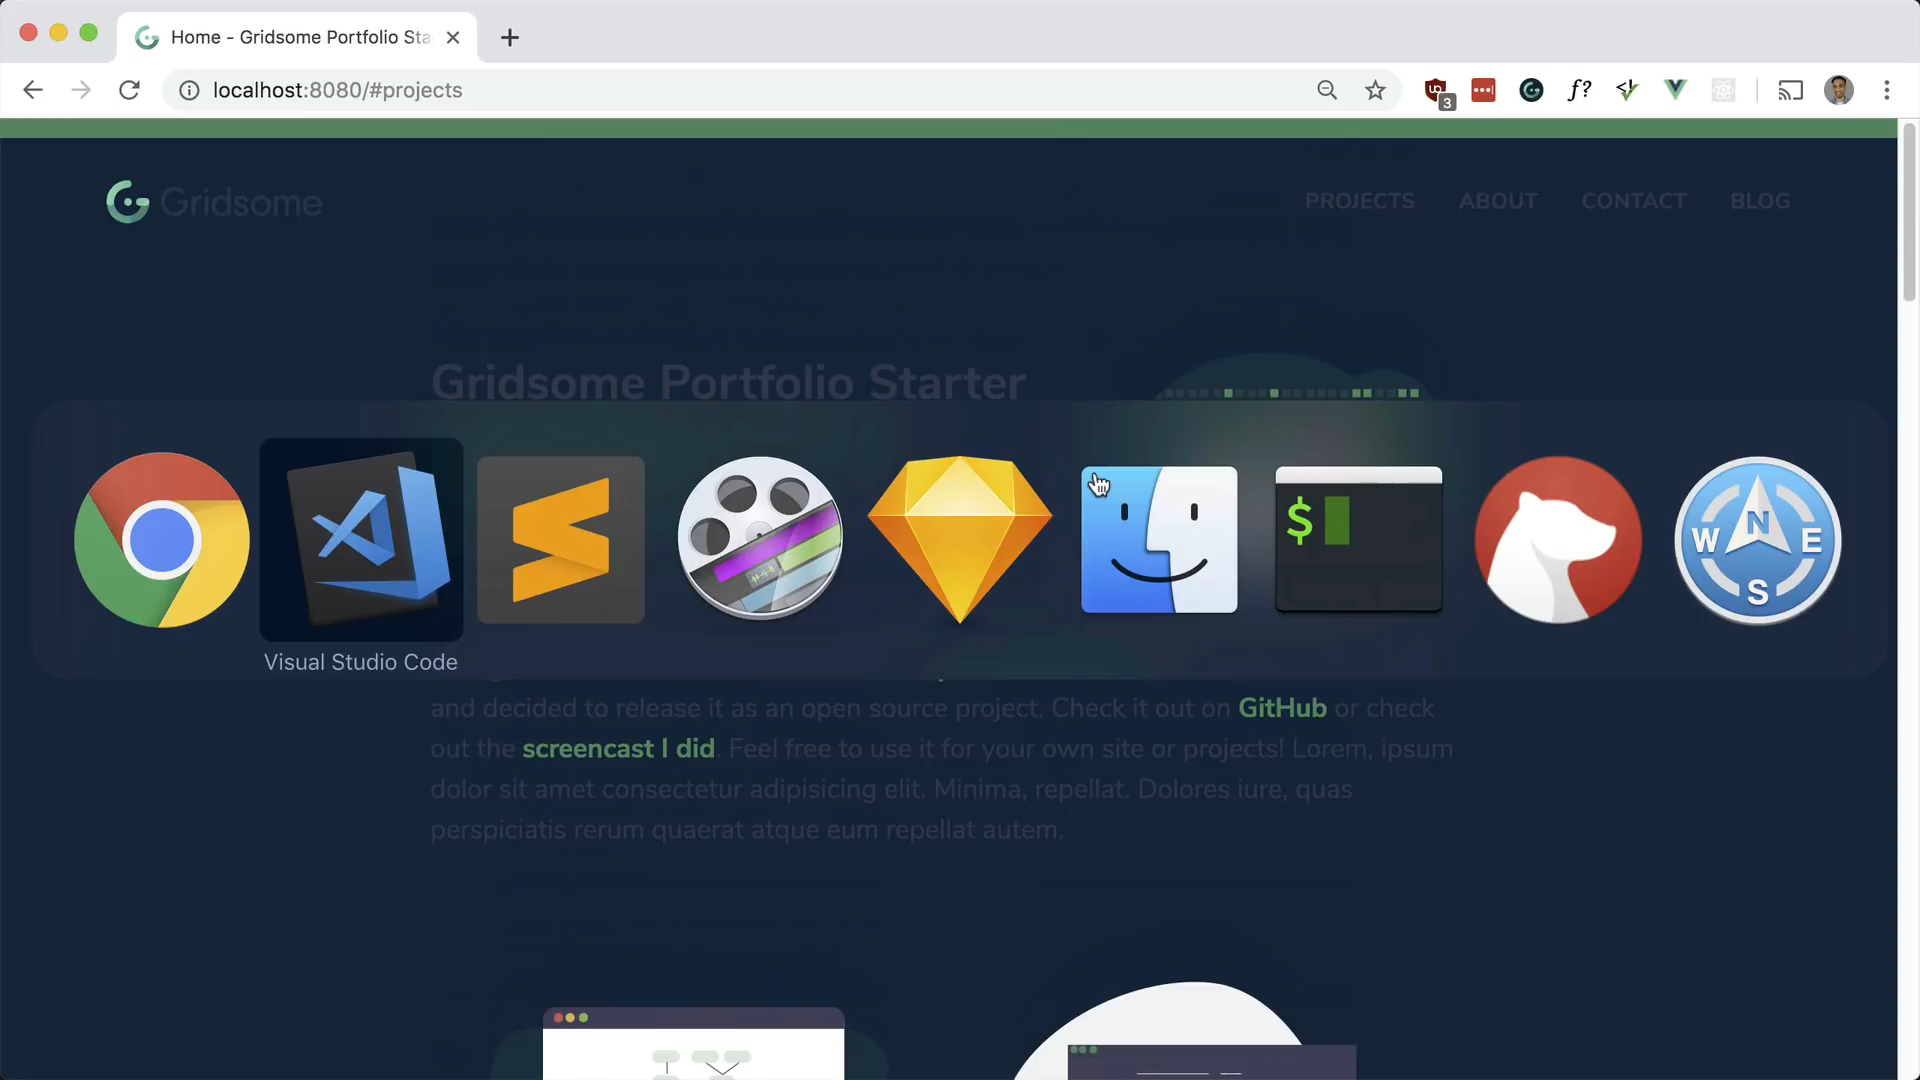 Home - Gridsome Portfolio Sta
localhost:8080/#projects
3
Gridsome
PROJECTS ABOUT CONTACT BLOG
Gridsome Portfolio Starter
$
W N E
S
Visual Studio Code
and decided to release it as an open source project. Check it out on GitHub or check
out the screencast I did. Feel free to use it for your own site or projects! Lorem, ipsum
dolor sit amet consectetur adipisicing elit. Minima, repellat. Dolores iure, quas
perspiciatis rerum quaerat atque eum repellat autem.